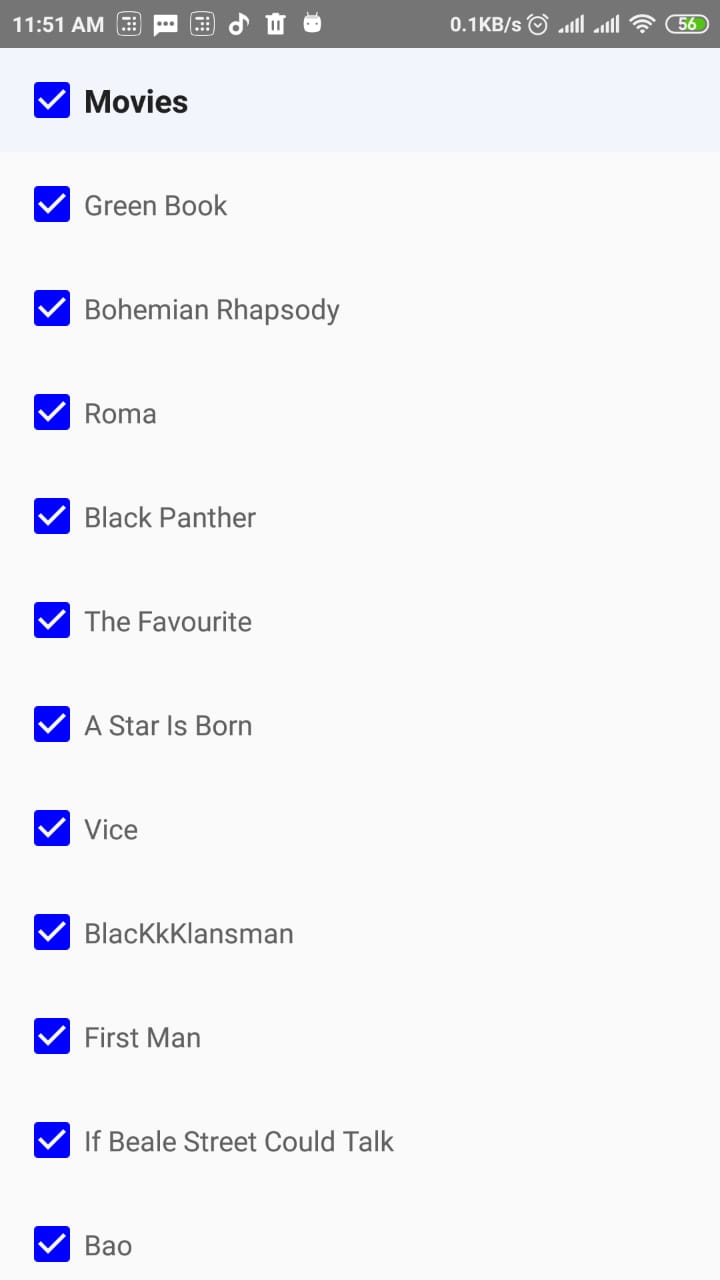 11:51 AM 0.1KB/s 56
Movies
Green Book
Bohemian Rhapsody
Roma
Black Panther
The Favourite
A Star Is Born
Vice
BlacKkKlansman
First Man
If Beale Street Could Talk
Bao